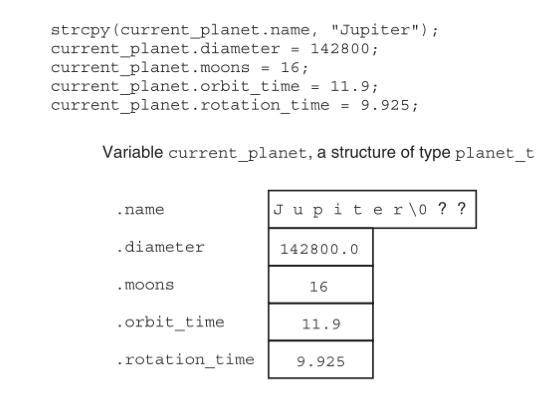 strcpy(current_planet.name, "Jupiter");
current_planet.diameter = 142800;
current_planet.moons = 16;
current_planet.orbit_time = 11.9;
current_planet.rotation_time = 9.925;
Variable current_planet, a structure of type planet_t
.name J u p i t e r \0 ? ?
.diameter 142800.0
.moons 16
.orbit_time 11.9
.rotation_time 9.925